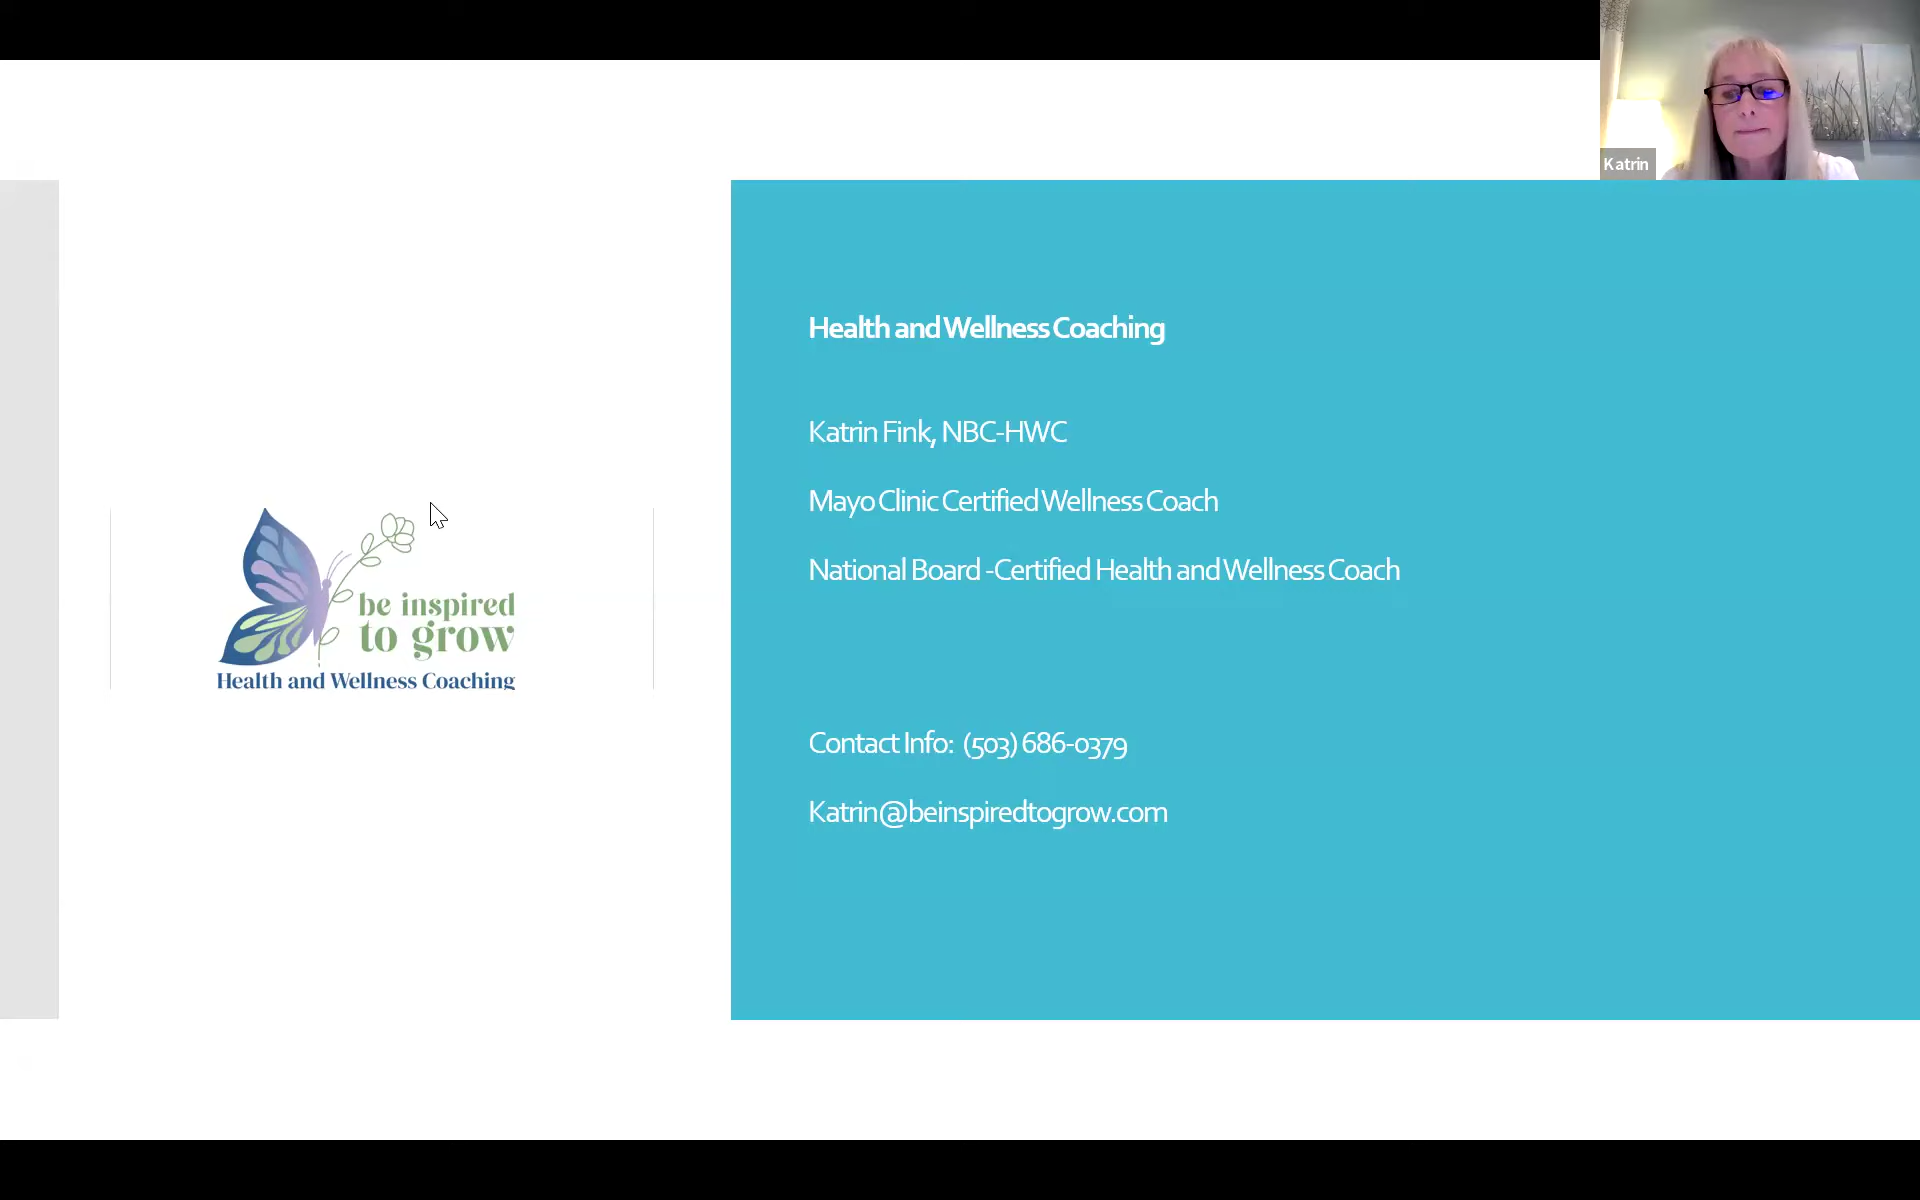 Katrin
Health and Wellness Coaching
Katrin Fink, NBC-HWC
Mayo Clinic Certified Wellness Coach
National Board -Certified Health and Wellness Coach
Contact Info: (503) 686-0379
Katrin@beinspiredtogrow.com
be inspired
to grow
Health and Wellness Coaching